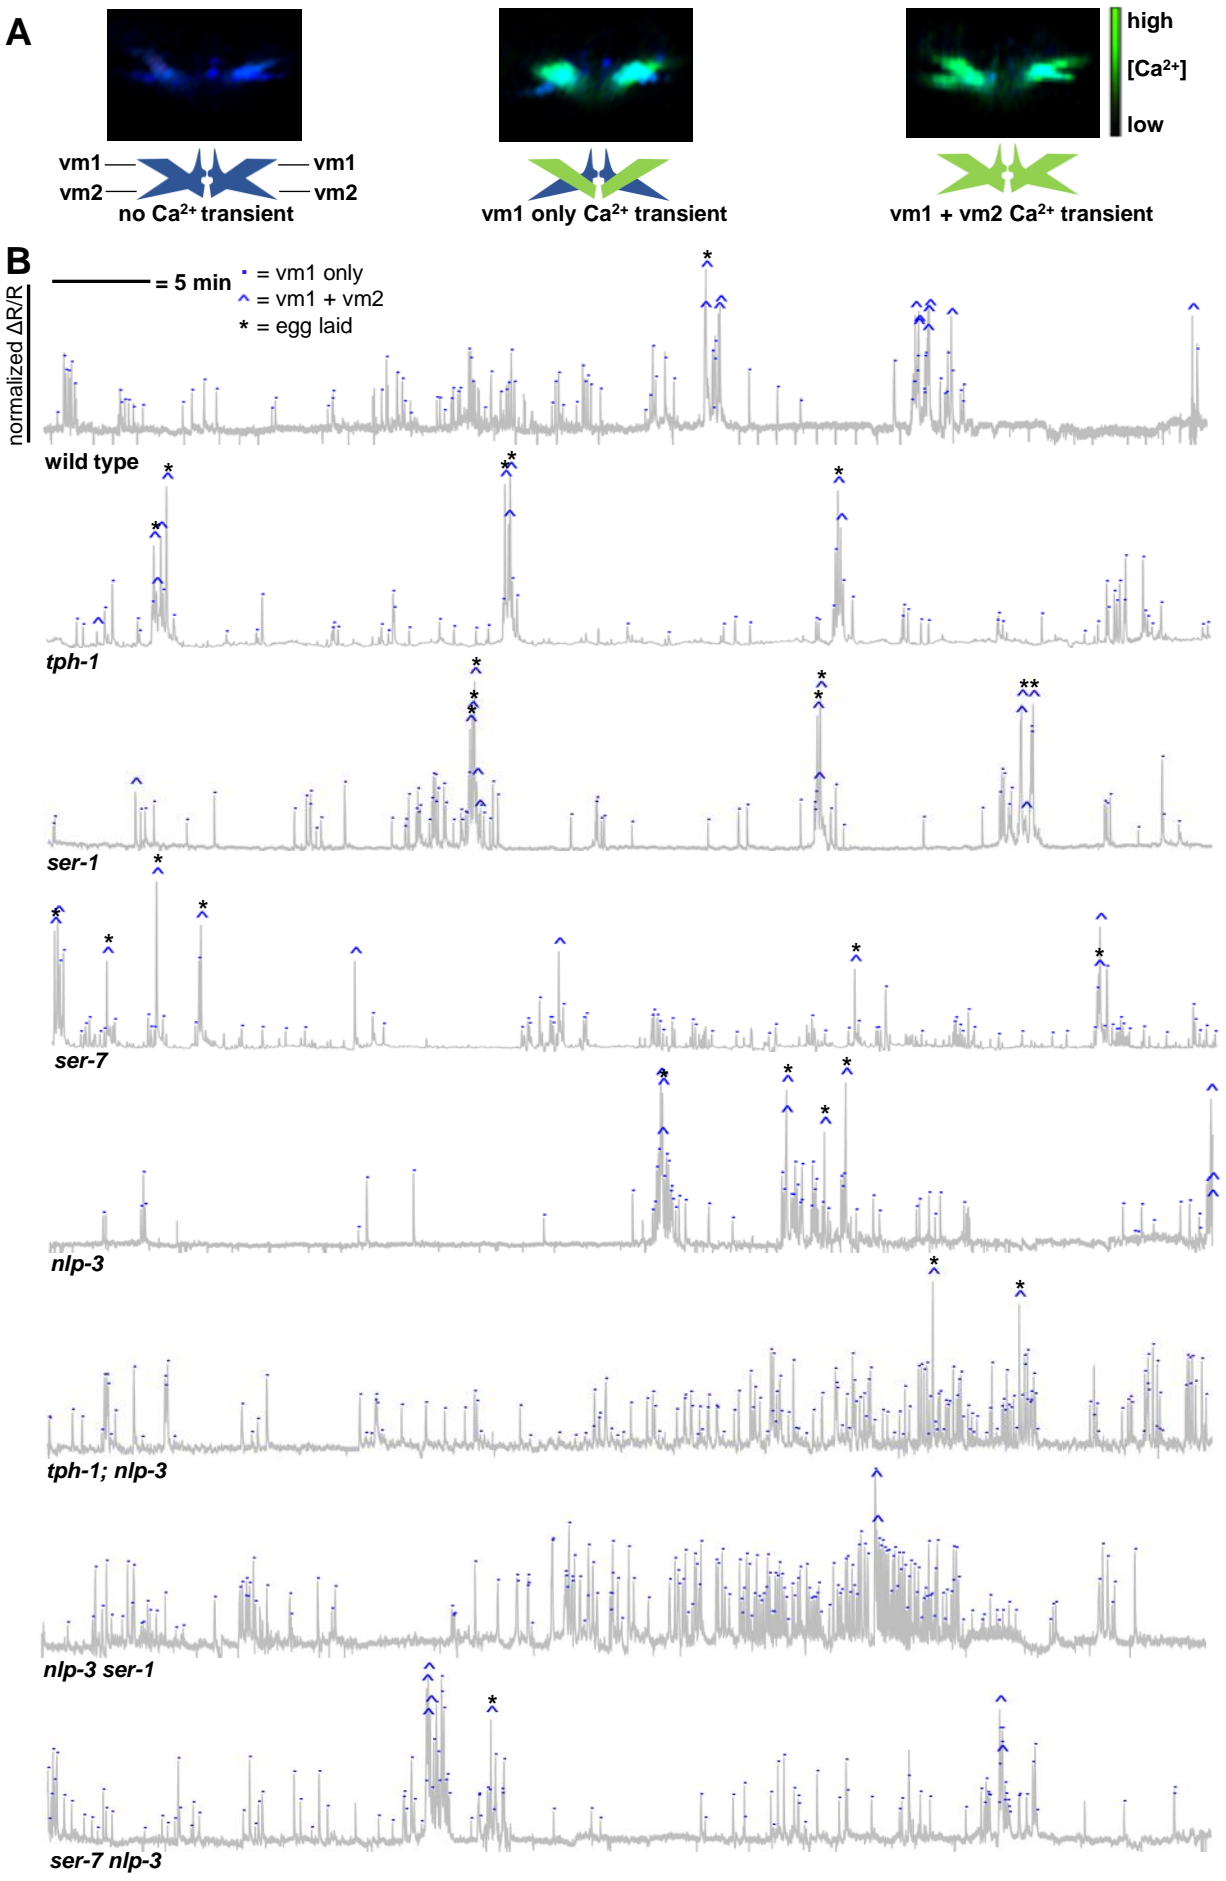 A
high
[Ca²⁺]
low
vm1
vm2
vm1
vm2
no Ca²⁺ transient
vm1 only Ca²⁺ transient
vm1 + vm2 Ca²⁺ transient
B
= 5 min
· = vm1 only
^ = vm1 + vm2
* = egg laid
normalized ΔR/R
wild type
tph-1
ser-1
ser-7
nlp-3
tph-1; nlp-3
nlp-3 ser-1
ser-7 nlp-3